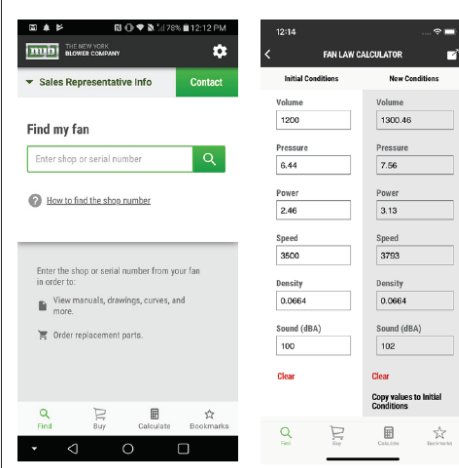 78% 12:12 PM
nyb
THE NEW YORK
BLOWER COMPANY
Sales Representative Info
Contact
Find my fan
Enter shop or serial number
How to find the shop number
Enter the shop or serial number from your fan
in order to:
View manuals, drawings, curves, and
more.
Order replacement parts.
Find Buy Calculate Bookmarks
12:14
FAN LAW CALCULATOR
Initial Conditions New Conditions
Volume Volume
1200 1300.46
Pressure Pressure
6.44 7.56
Power Power
2.46 3.13
Speed Speed
3500 3793
Density Density
0.0664 0.0664
Sound (dBA) Sound (dBA)
100 102
Clear Clear
Copy values to Initial
Conditions
Find Buy Calculate Bookmarks